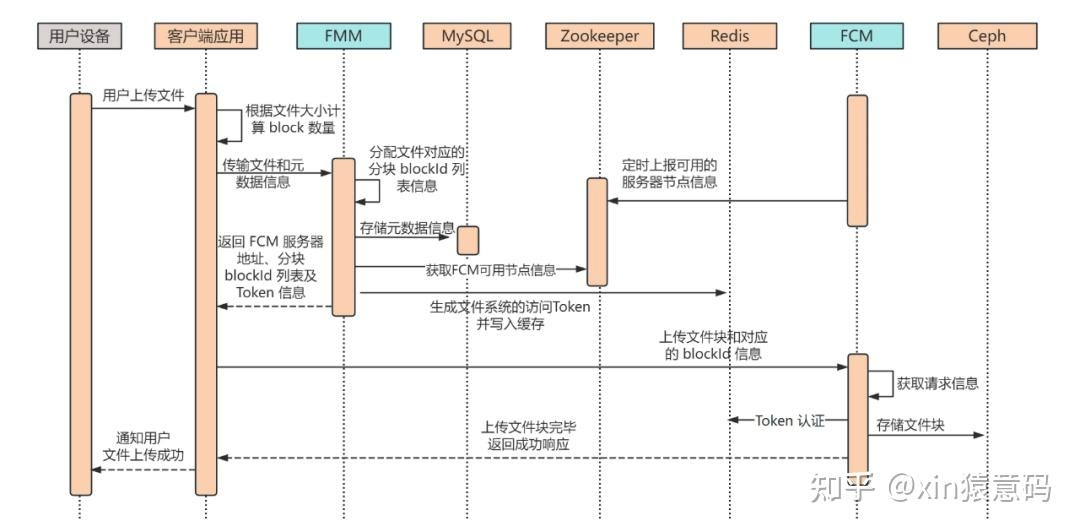 用户设备
客户端应用
FMM
MySQL
Zookeeper
Redis
FCM
Ceph
用户上传文件
根据文件大小计
算 block 数量
传输文件和元
数据信息
分配文件对应的
分块 blockId 列
表信息
定时上报可用的
服务器节点信息
存储元数据信息
返回 FCM 服务器
地址、分块
blockId 列表及
Token 信息
获取FCM可用节点信息
生成文件系统的访问Token
并写入缓存
上传文件块和对应
的 blockId 信息
获取请求信息
Token 认证
存储文件块
上传文件块完毕
返回成功响应
通知用户
文件上传成功
知乎 @xin猿意码